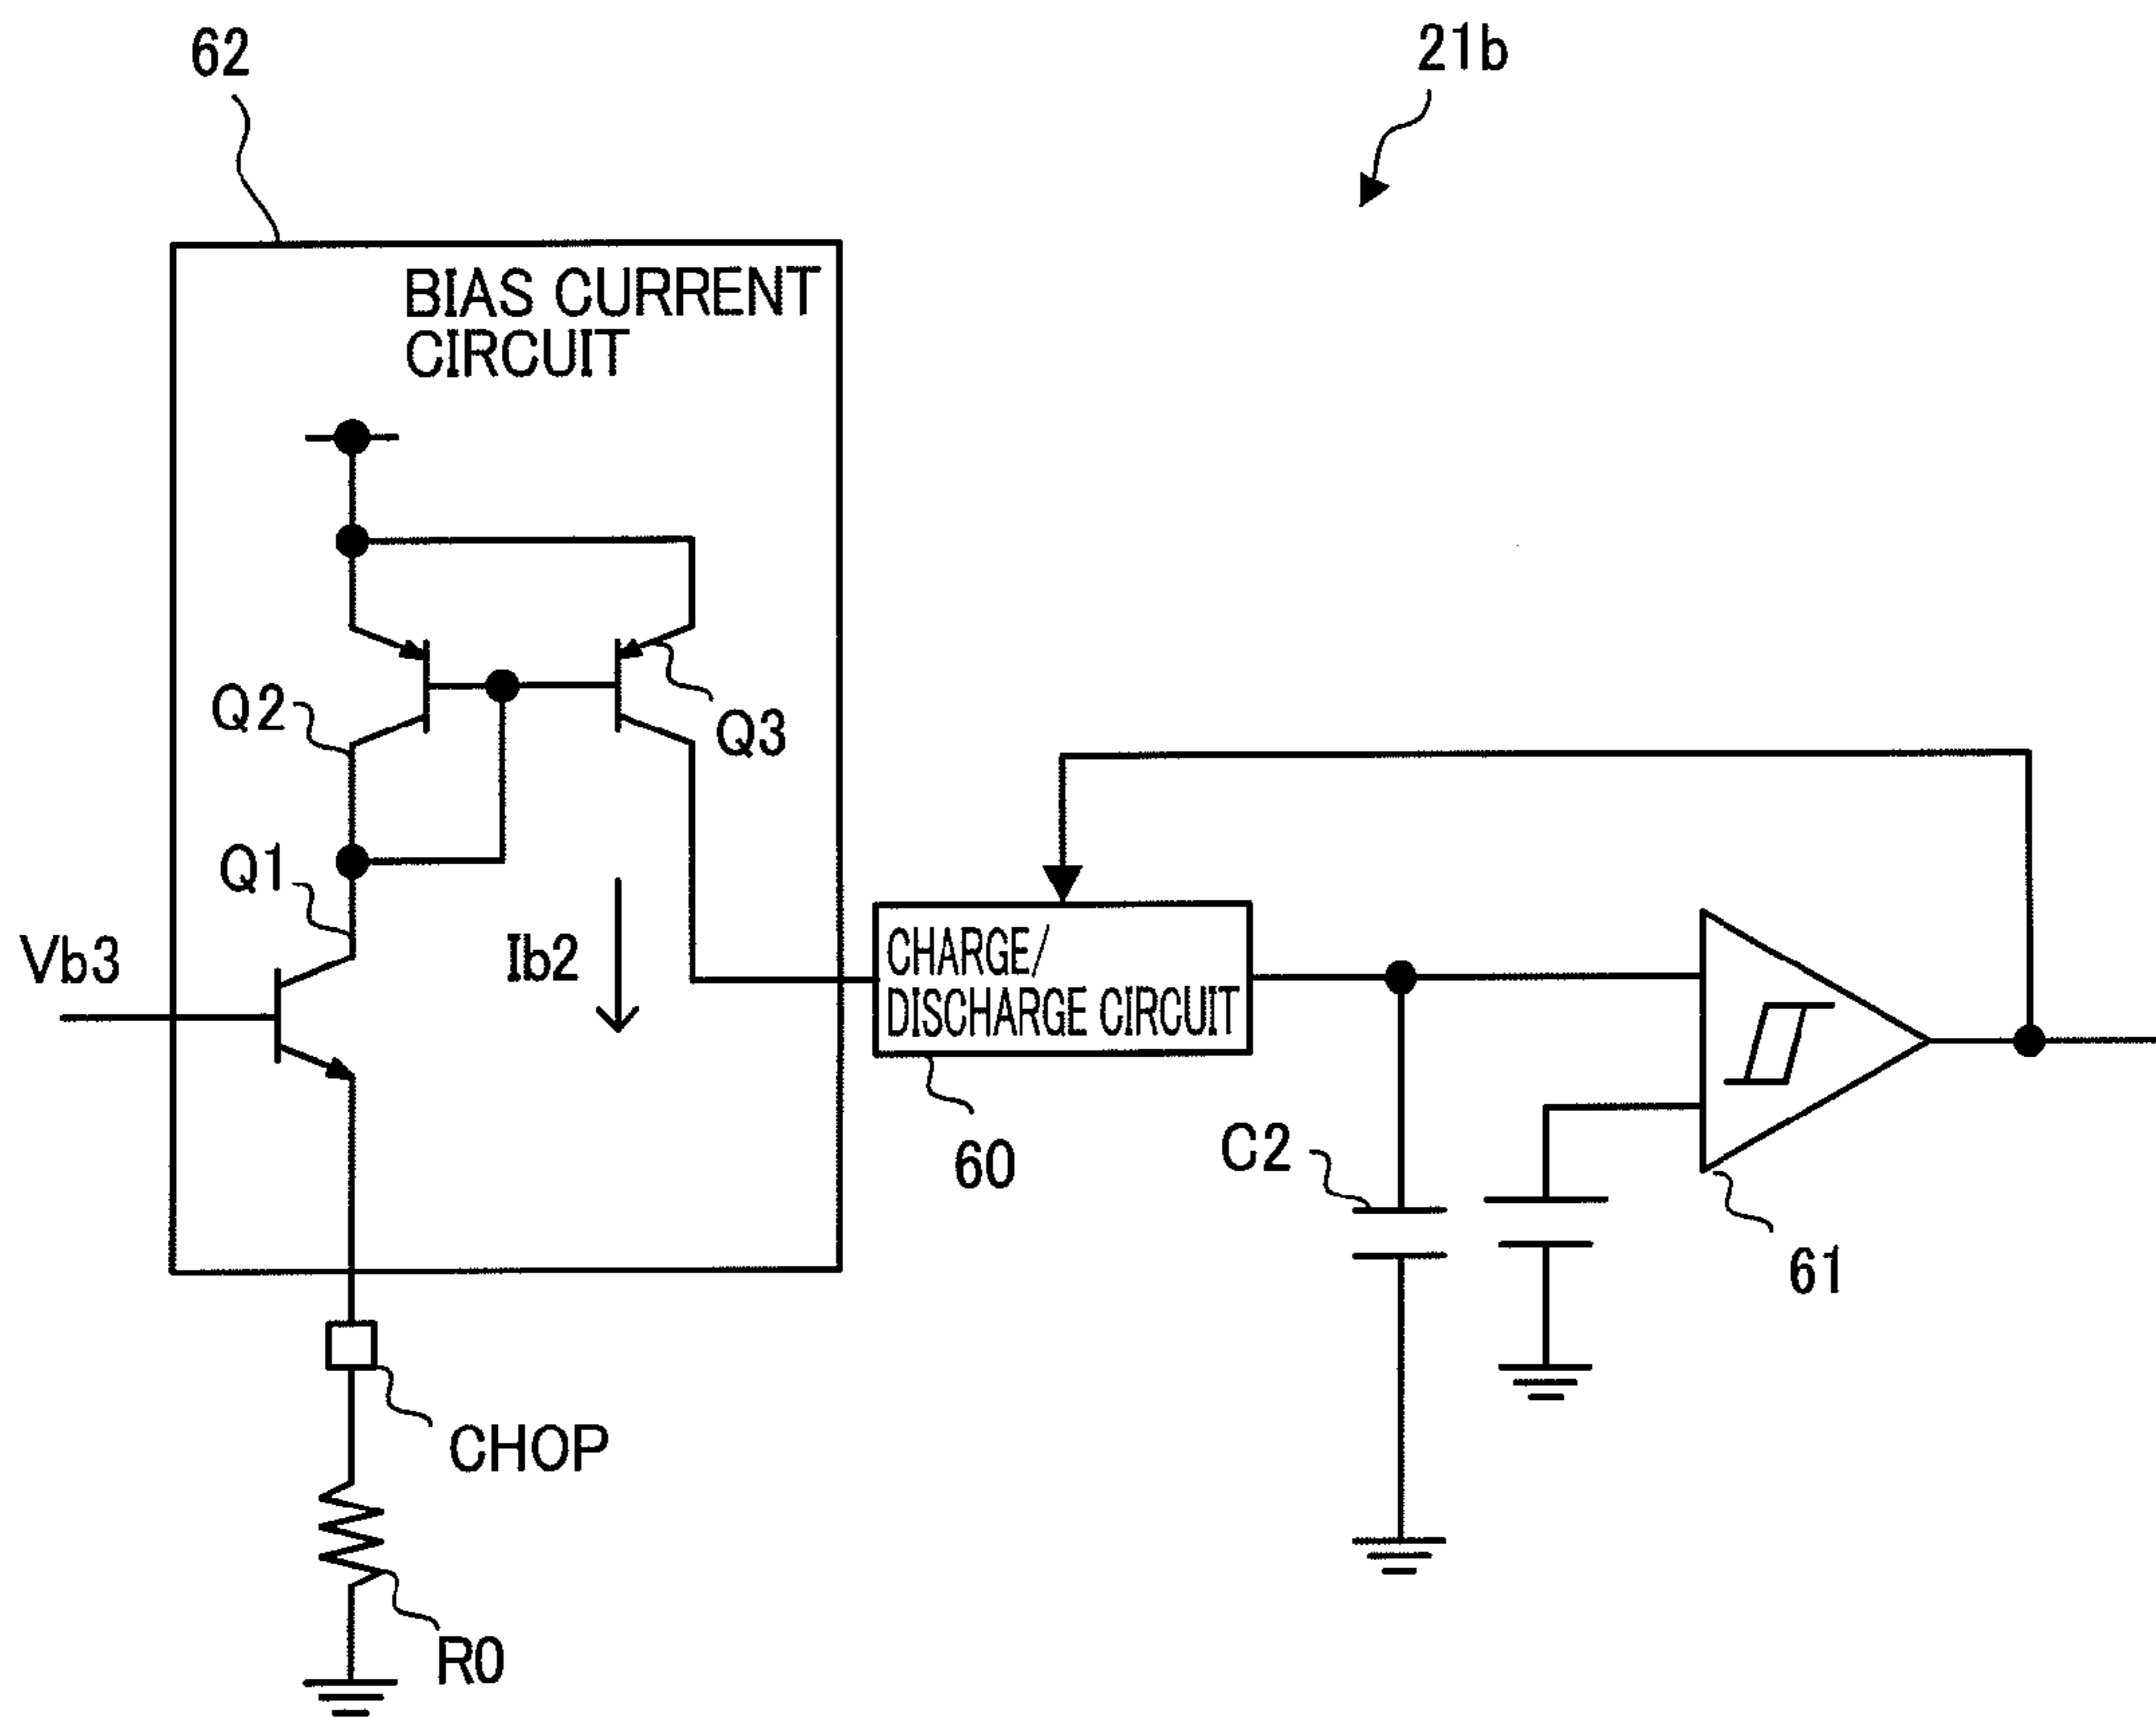 62
21b
BIAS CURRENT
CIRCUIT
Q2
Q3
Q1
Vb3
Ib2
CHARGE/
DISCHARGE CIRCUIT
60
C2
61
CHOP
R0